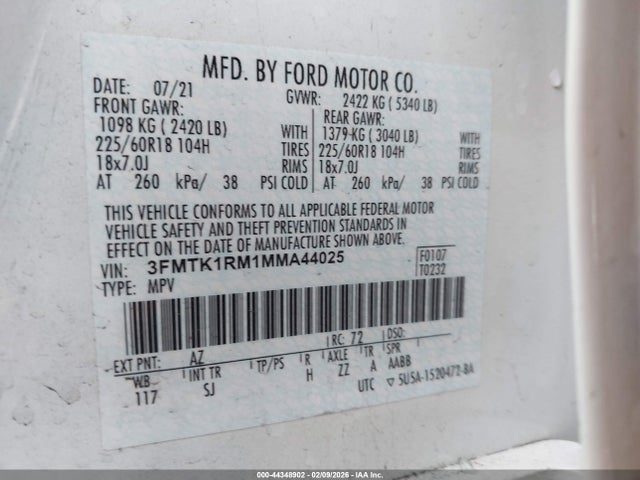 MFD. BY FORD MOTOR CO.
DATE: 07/21 GVWR: 2422 KG ( 5340 LB)
FRONT GAWR: REAR GAWR:
1098 KG ( 2420 LB) WITH 1379 KG ( 3040 LB) WITH
225/60R18 104H TIRES 225/60R18 104H TIRES
18x7.0J RIMS 18x7.0J RIMS
AT 260 kPa/ 38 PSI COLD AT 260 kPa/ 38 PSI COLD
THIS VEHICLE CONFORMS TO ALL APPLICABLE FEDERAL MOTOR
VEHICLE SAFETY AND THEFT PREVENTION STANDARDS IN
EFFECT ON THE DATE OF MANUFACTURE SHOWN ABOVE.
VIN: 3FMTK1RM1MMA44025 F0107
TYPE: MPV T0232
RC: 72 DSO:
EXT PNT: AZ
WB INT TR TP/PS R AXLE TR SPR
117 SJ H ZZ A AABB
UTC ▽ 5U5A-1520472-BA
000-44348902 - 02/09/2026 - IAA Inc.